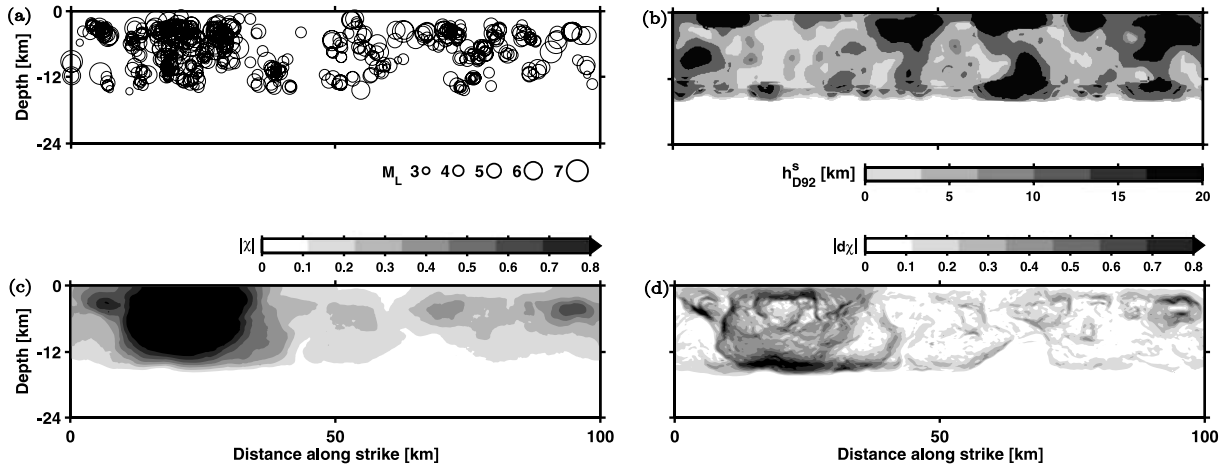 (a)
0
-12
-24
Depth [km]
M_L 3 4 5 6 7
(b)
h^s_D92 [km]
0 5 10 15 20
|χ|
0 0.1 0.2 0.3 0.4 0.5 0.6 0.7 0.8
|dχ|
0 0.1 0.2 0.3 0.4 0.5 0.6 0.7 0.8
(c)
0
-12
-24
Depth [km]
0 50 100
Distance along strike [km]
(d)
0 50 100
Distance along strike [km]